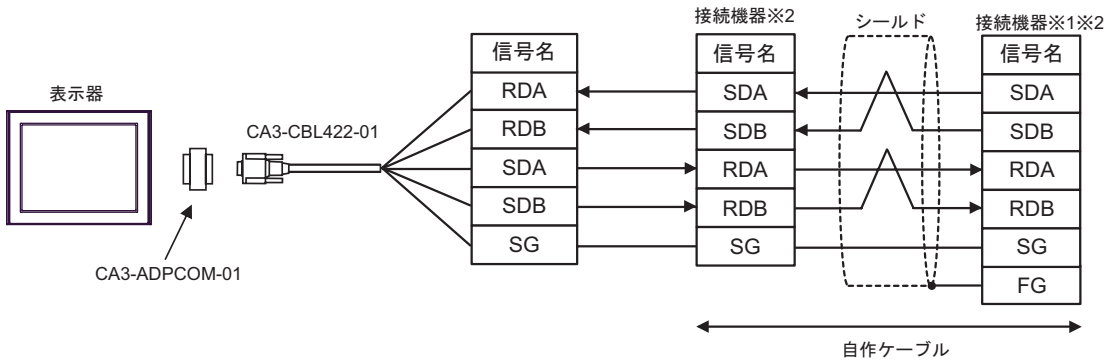 表示器
CA3-ADPCOM-01
CA3-CBL422-01
信号名
RDA
RDB
SDA
SDB
SG
接続機器※2
信号名
SDA
SDB
RDA
RDB
SG
シールド
接続機器※1※2
信号名
SDA
SDB
RDA
RDB
SG
FG
自作ケーブル